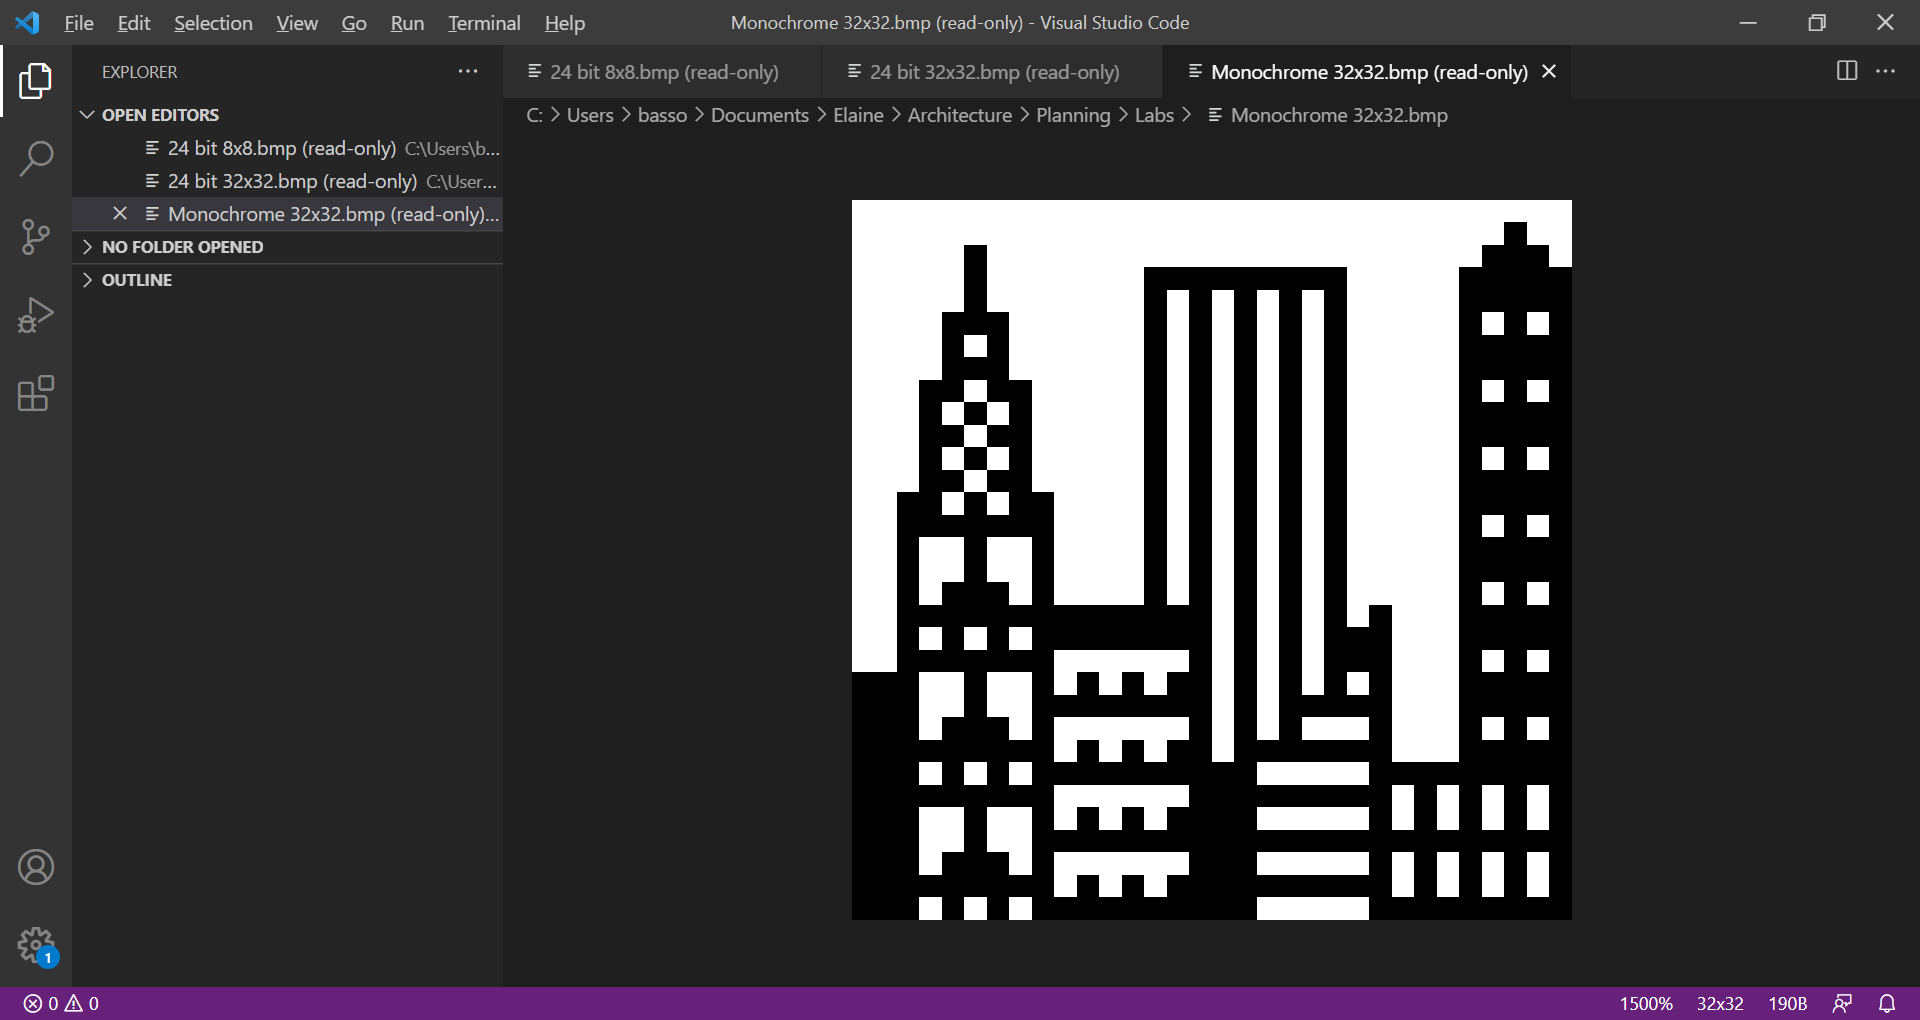 File Edit Selection View Go Run Terminal Help Monochrome 32x32.bmp (read-only) - Visual Studio Code
EXPLORER
24 bit 8x8.bmp (read-only) 24 bit 32x32.bmp (read-only) Monochrome 32x32.bmp (read-only)
OPEN EDITORS
C: > Users > basso > Documents > Elaine > Architecture > Planning > Labs > Monochrome 32x32.bmp
24 bit 8x8.bmp (read-only) C:\Users\b...
24 bit 32x32.bmp (read-only) C:\User...
Monochrome 32x32.bmp (read-only)...
NO FOLDER OPENED
OUTLINE
1
0 0 1500% 32x32 190B